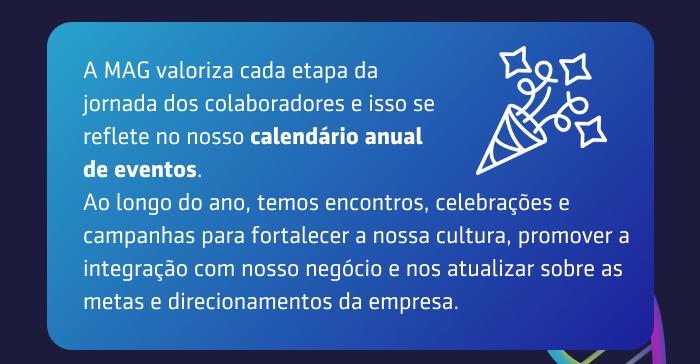 A MAG valoriza cada etapa da
jornada dos colaboradores e isso se
reflete no nosso calendário anual
de eventos.
Ao longo do ano, temos encontros, celebrações e
campanhas para fortalecer a nossa cultura, promover a
integração com nosso negócio e nos atualizar sobre as
metas e direcionamentos da empresa.